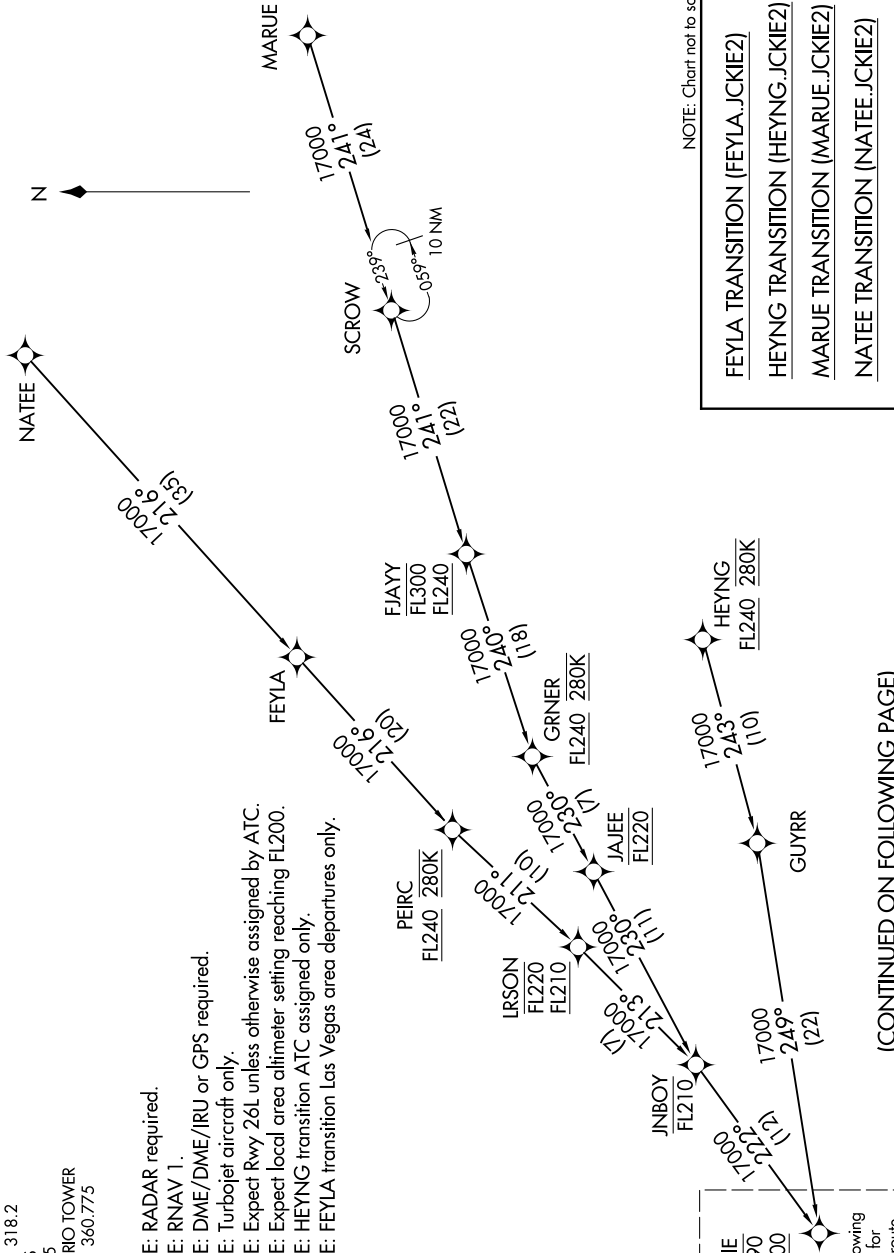 318.2
5
RIO TOWER
360.775
E: RADAR required.
E: RNAV 1.
E: DME/DME/IRU or GPS required.
E: Turbojet aircraft only.
E: Expect Rwy 26L unless otherwise assigned by ATC.
E: Expect local area altimeter setting reaching FL200.
E: HEYNG transition ATC assigned only.
E: FEYLA transition Las Vegas area departures only.
N
NATEE
17000
216°
(35)
FEYLA
17000
216°
(20)
PEIRC
FL240 280K
17000
211°
(10)
LRSON
FL220
FL210
17000
213°
(7)
MARUE
17000
241°
(24)
SCROW
239°
059°
10 NM
17000
241°
(22)
FJAYY
FL300
FL240
17000
240°
(18)
GRNER
FL240 280K
17000
230°
(7)
JAJEE
FL220
17000
230°
(11)
JNBOY
FL210
17000
222°
(12)
HEYNG
FL240 280K
17000
243°
(10)
GUYRR
17000
249°
(22)
IE
90
00
owing
for
route
(CONTINUED ON FOLLOWING PAGE)
NOTE: Chart not to sc
FEYLA TRANSITION (FEYLA.JCKIE2)
HEYNG TRANSITION (HEYNG.JCKIE2)
MARUE TRANSITION (MARUE.JCKIE2)
NATEE TRANSITION (NATEE.JCKIE2)